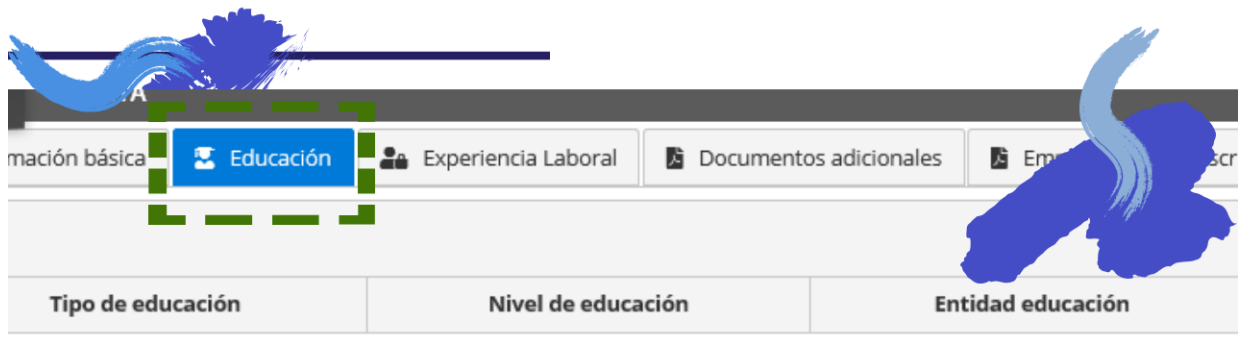 mación básica Educación Experiencia Laboral Documentos adicionales
Tipo de educación Nivel de educación Entidad educación